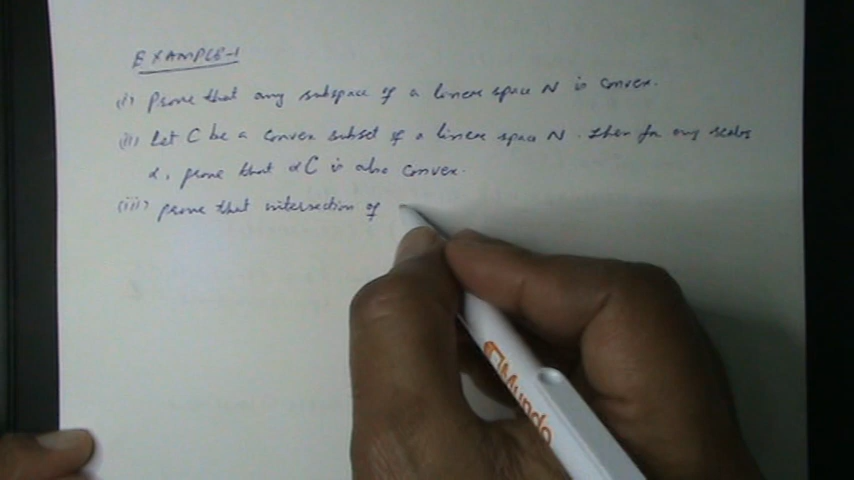 EXAMPLE-1
(i) Prove that any subspace of a linear space N is convex.
(ii) Let C be a convex subset of a linear space N. Then for any scalar
α, prove that αC is also convex.
(iii) prove that intersection of
Mundo